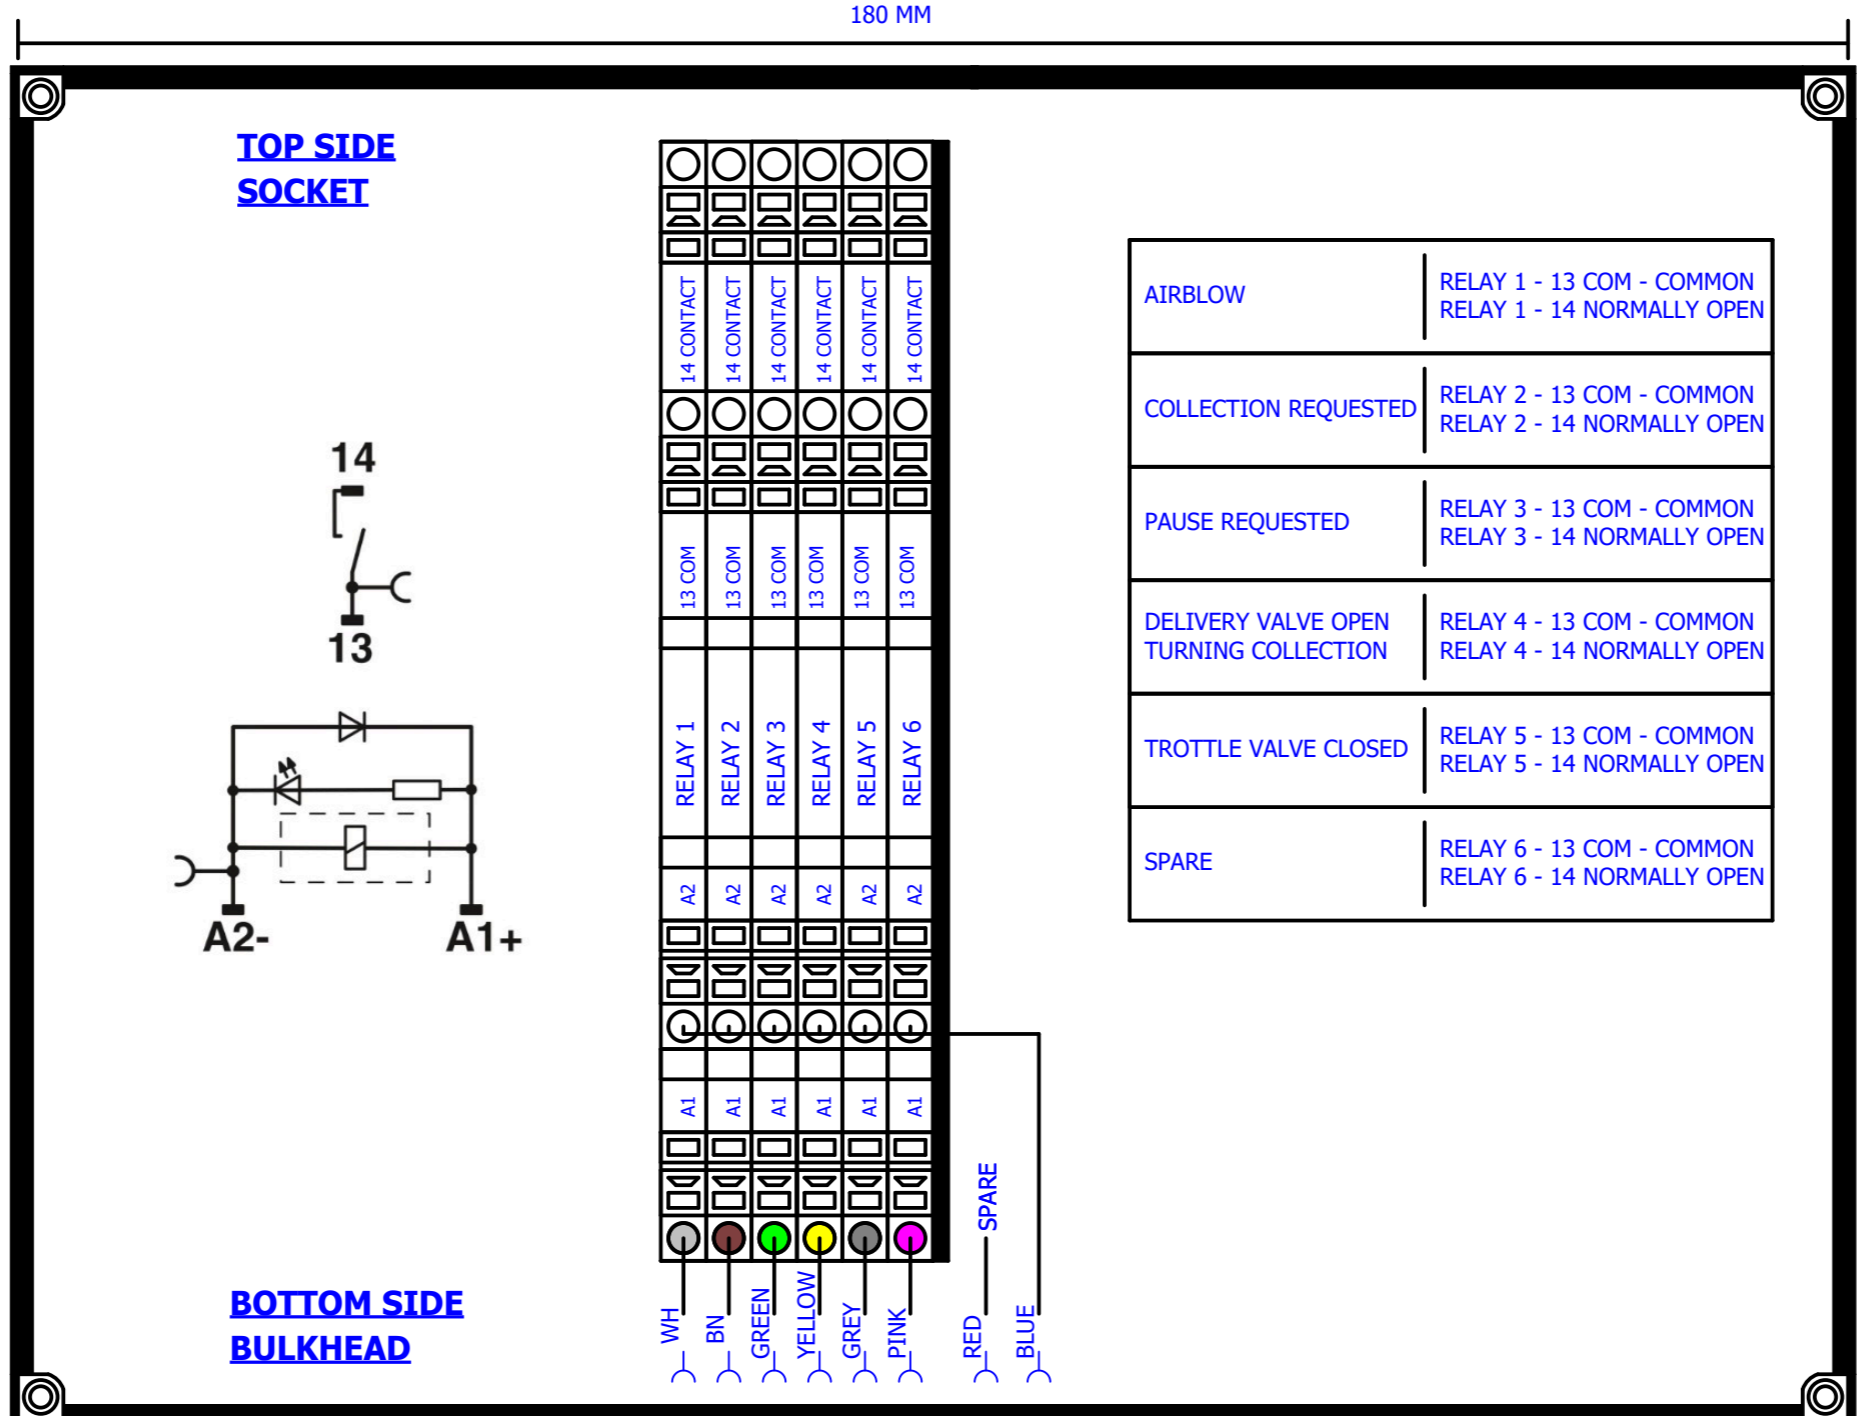 180 MM
TOP SIDE
SOCKET
14 CONTACT
14 CONTACT
14 CONTACT
14 CONTACT
14 CONTACT
14 CONTACT
13 COM
13 COM
13 COM
13 COM
13 COM
13 COM
RELAY 1
RELAY 2
RELAY 3
RELAY 4
RELAY 5
RELAY 6
A2
A2
A2
A2
A2
A2
A1
A1
A1
A1
A1
A1
14
13
A2-
A1+
AIRBLOW
RELAY 1 - 13 COM - COMMON
RELAY 1 - 14 NORMALLY OPEN
COLLECTION REQUESTED
RELAY 2 - 13 COM - COMMON
RELAY 2 - 14 NORMALLY OPEN
PAUSE REQUESTED
RELAY 3 - 13 COM - COMMON
RELAY 3 - 14 NORMALLY OPEN
DELIVERY VALVE OPEN
TURNING COLLECTION
RELAY 4 - 13 COM - COMMON
RELAY 4 - 14 NORMALLY OPEN
TROTTLE VALVE CLOSED
RELAY 5 - 13 COM - COMMON
RELAY 5 - 14 NORMALLY OPEN
SPARE
RELAY 6 - 13 COM - COMMON
RELAY 6 - 14 NORMALLY OPEN
SPARE
BOTTOM SIDE
BULKHEAD
WH
BN
GREEN
YELLOW
GREY
PINK
RED
BLUE